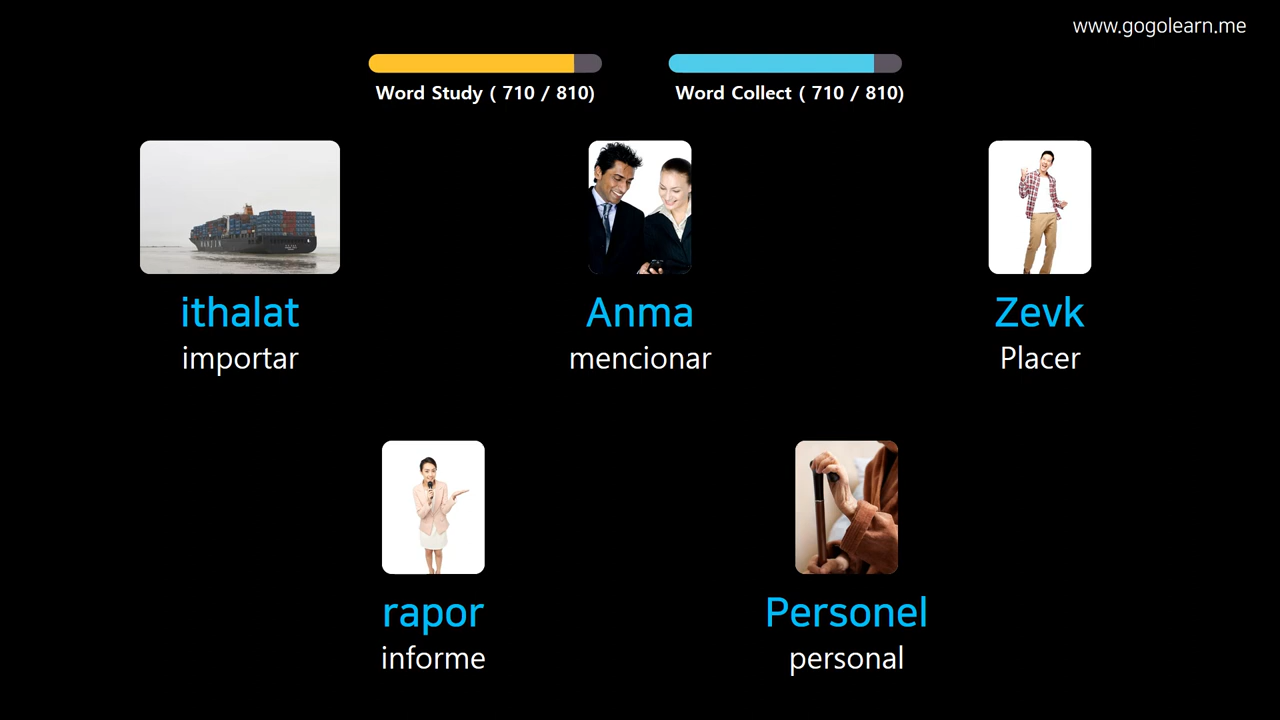 www.gogolearn.me
Word Study ( 710 / 810)
Word Collect ( 710 / 810)
HANJIN
ithalat
importar
Anma
mencionar
Zevk
Placer
rapor
informe
Personel
personal